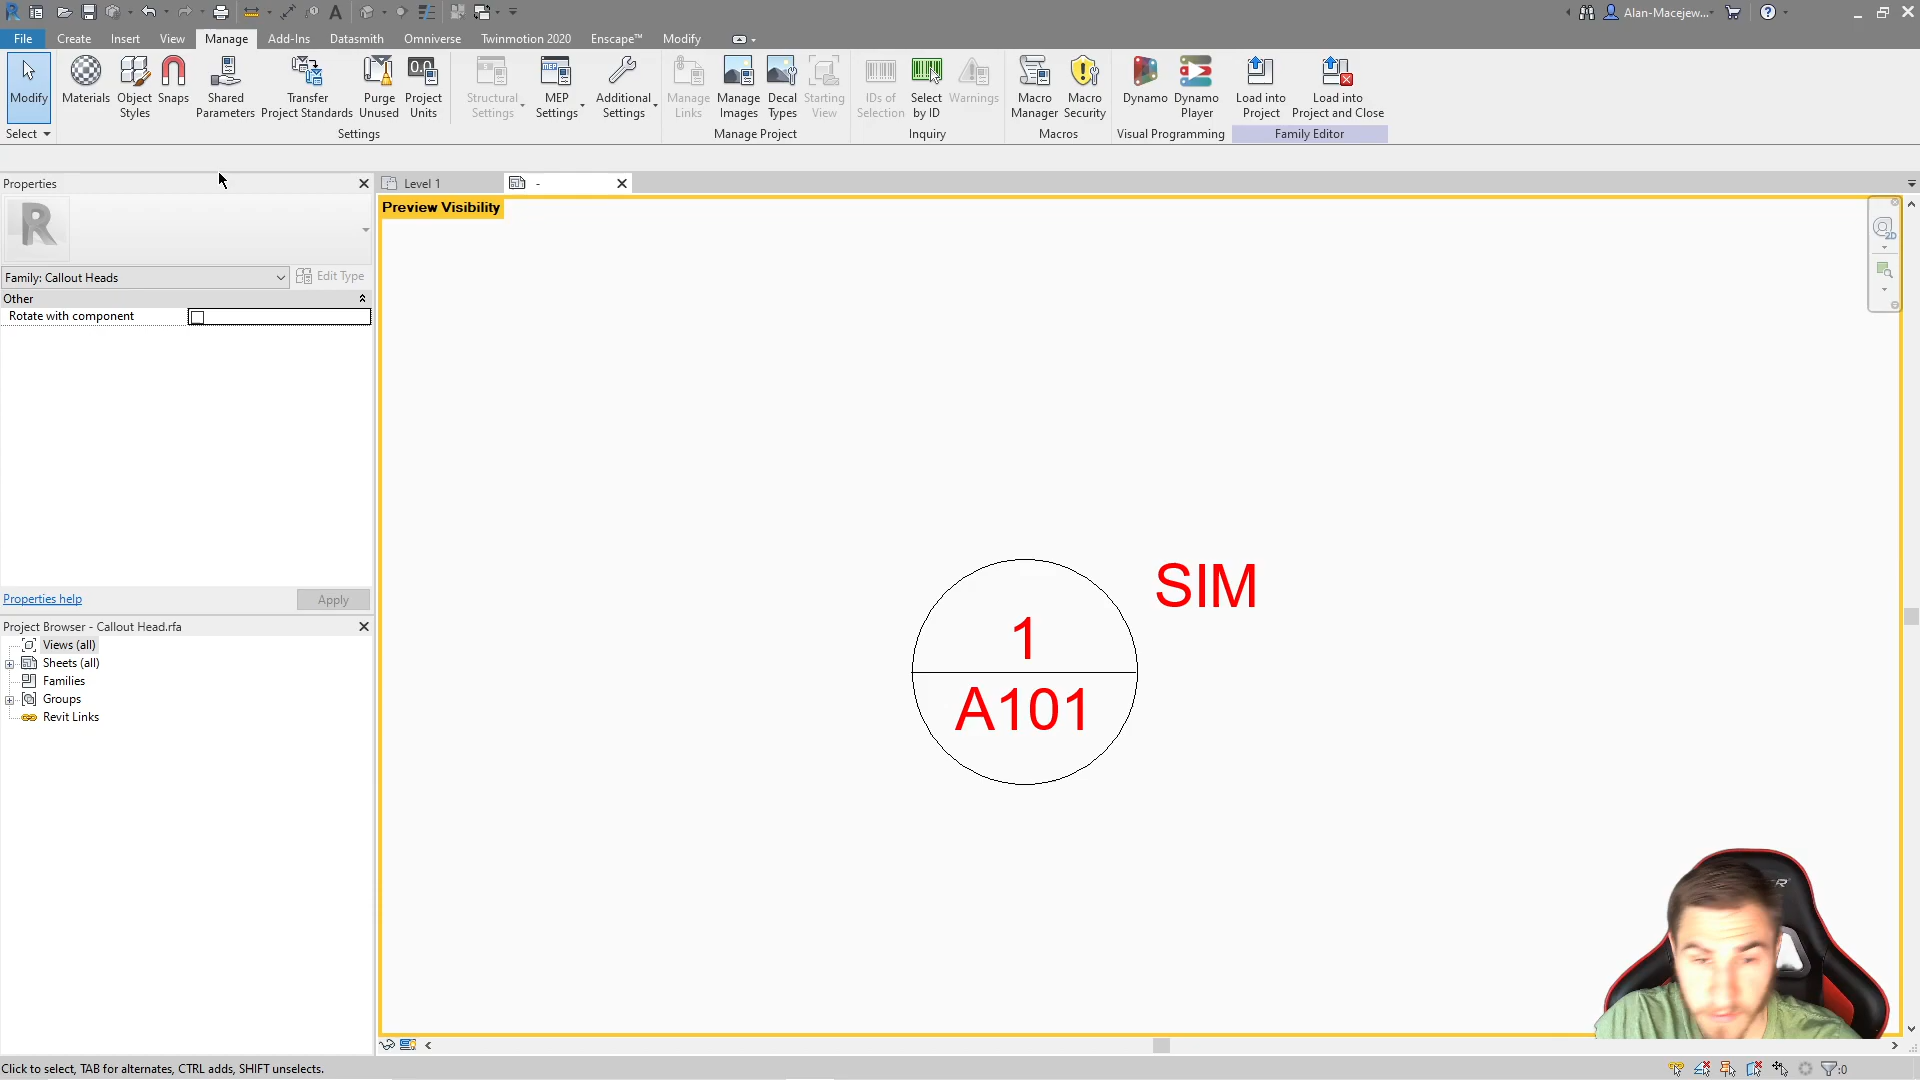 Alan-Macejew...
File Create Insert View Manage Add-Ins Datasmith Omniverse Twinmotion 2020 Enscape™ Modify
Modify
Materials
Object
Styles
Snaps
Shared
Parameters
Transfer
Project Standards
Purge
Unused
Project
Units
Structural
Settings
MEP
Settings
Additional
Settings
Manage
Links
Manage
Images
Decal
Types
Starting
View
IDs of
Selection
Select
by ID
Warnings
Macro
Manager
Macro
Security
Dynamo
Dynamo
Player
Load into
Project
Load into
Project and Close
Select
Settings
Manage Project
Inquiry
Macros
Visual Programming
Family Editor
Properties
Level 1
-
Preview Visibility
2D
R
Family: Callout Heads
Edit Type
Other
Rotate with component
SIM
1
A101
Properties help
Apply
Project Browser - Callout Head.rfa
Views (all)
Sheets (all)
Families
Groups
Revit Links
Click to select, TAB for alternates, CTRL adds, SHIFT unselects.
:0